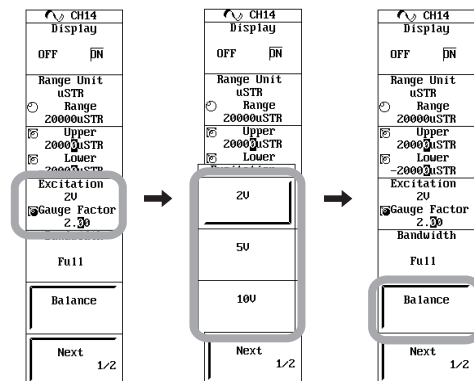 CH14
Display
OFF ON
Range Unit
uSTR
Range
20000uSTR
Upper
20000uSTR
Lower
-20000uSTR
Excitation
2V
Gauge Factor
2.00
Bandwidth
Full
Balance
Next
1/2
CH14
Display
OFF ON
Range Unit
uSTR
Range
20000uSTR
Upper
20000uSTR
Lower
Excitation
2V
5V
10V
Next
1/2
CH14
Display
OFF ON
Range Unit
uSTR
Range
20000uSTR
Upper
20000uSTR
Lower
-20000uSTR
Excitation
2V
Gauge Factor
2.00
Bandwidth
Full
Balance
Next
1/2